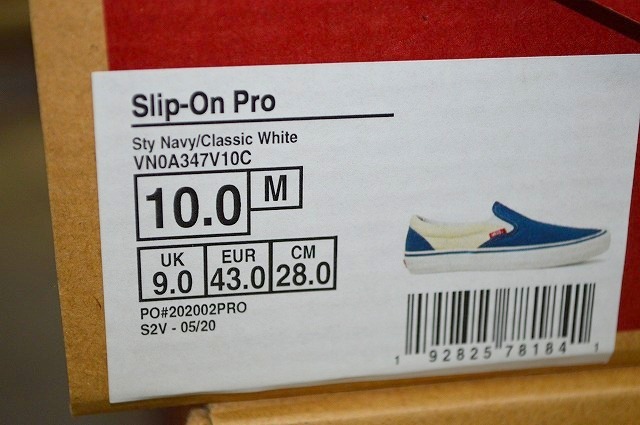 Slip-On Pro
Sty Navy/Classic White
VN0A347V10C
10.0 M
UK EUR CM
9.0 43.0 28.0
PO#202002PRO
S2V - 05/20
1 92825 78184 1